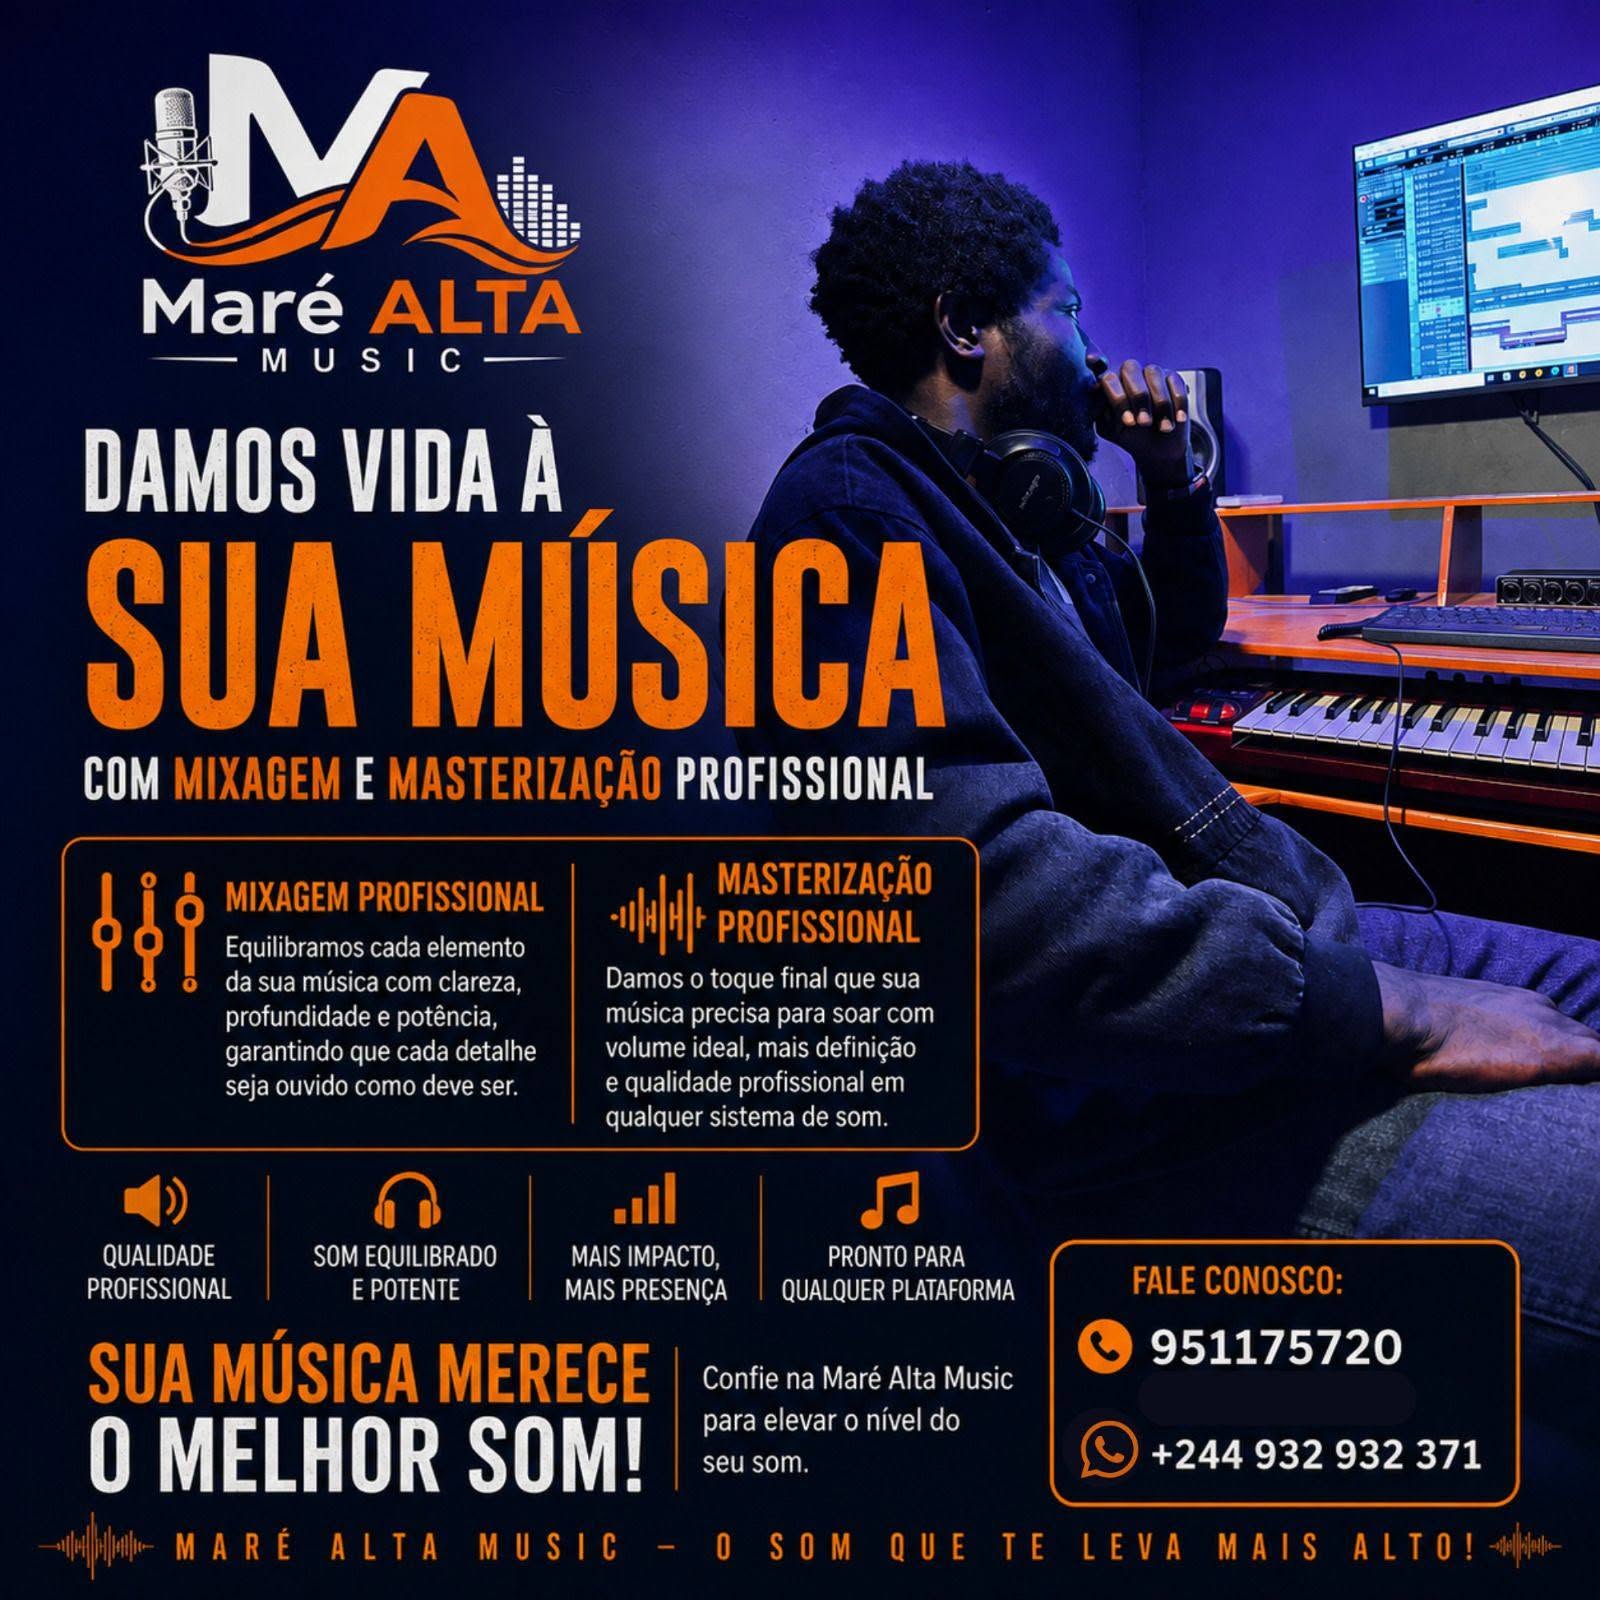 MA
Maré ALTA
MUSIC
DAMOS VIDA À
SUA MÚSICA
COM MIXAGEM E MASTERIZAÇÃO PROFISSIONAL
MIXAGEM PROFISSIONAL
Equilibramos cada elemento
da sua música com clareza,
profundidade e potência,
garantindo que cada detalhe
seja ouvido como deve ser.
MASTERIZAÇÃO
PROFISSIONAL
Damos o toque final que sua
música precisa para soar com
volume ideal, mais definição
e qualidade profissional em
qualquer sistema de som.
QUALIDADE
PROFISSIONAL
SOM EQUILIBRADO
E POTENTE
MAIS IMPACTO,
MAIS PRESENÇA
PRONTO PARA
QUALQUER PLATAFORMA
SUA MÚSICA MERECE
O MELHOR SOM!
Confie na Maré Alta Music
para elevar o nível do
seu som.
FALE CONOSCO:
951175720
+244 932 932 371
MARÉ ALTA MUSIC – O SOM QUE TE LEVA MAIS ALTO!